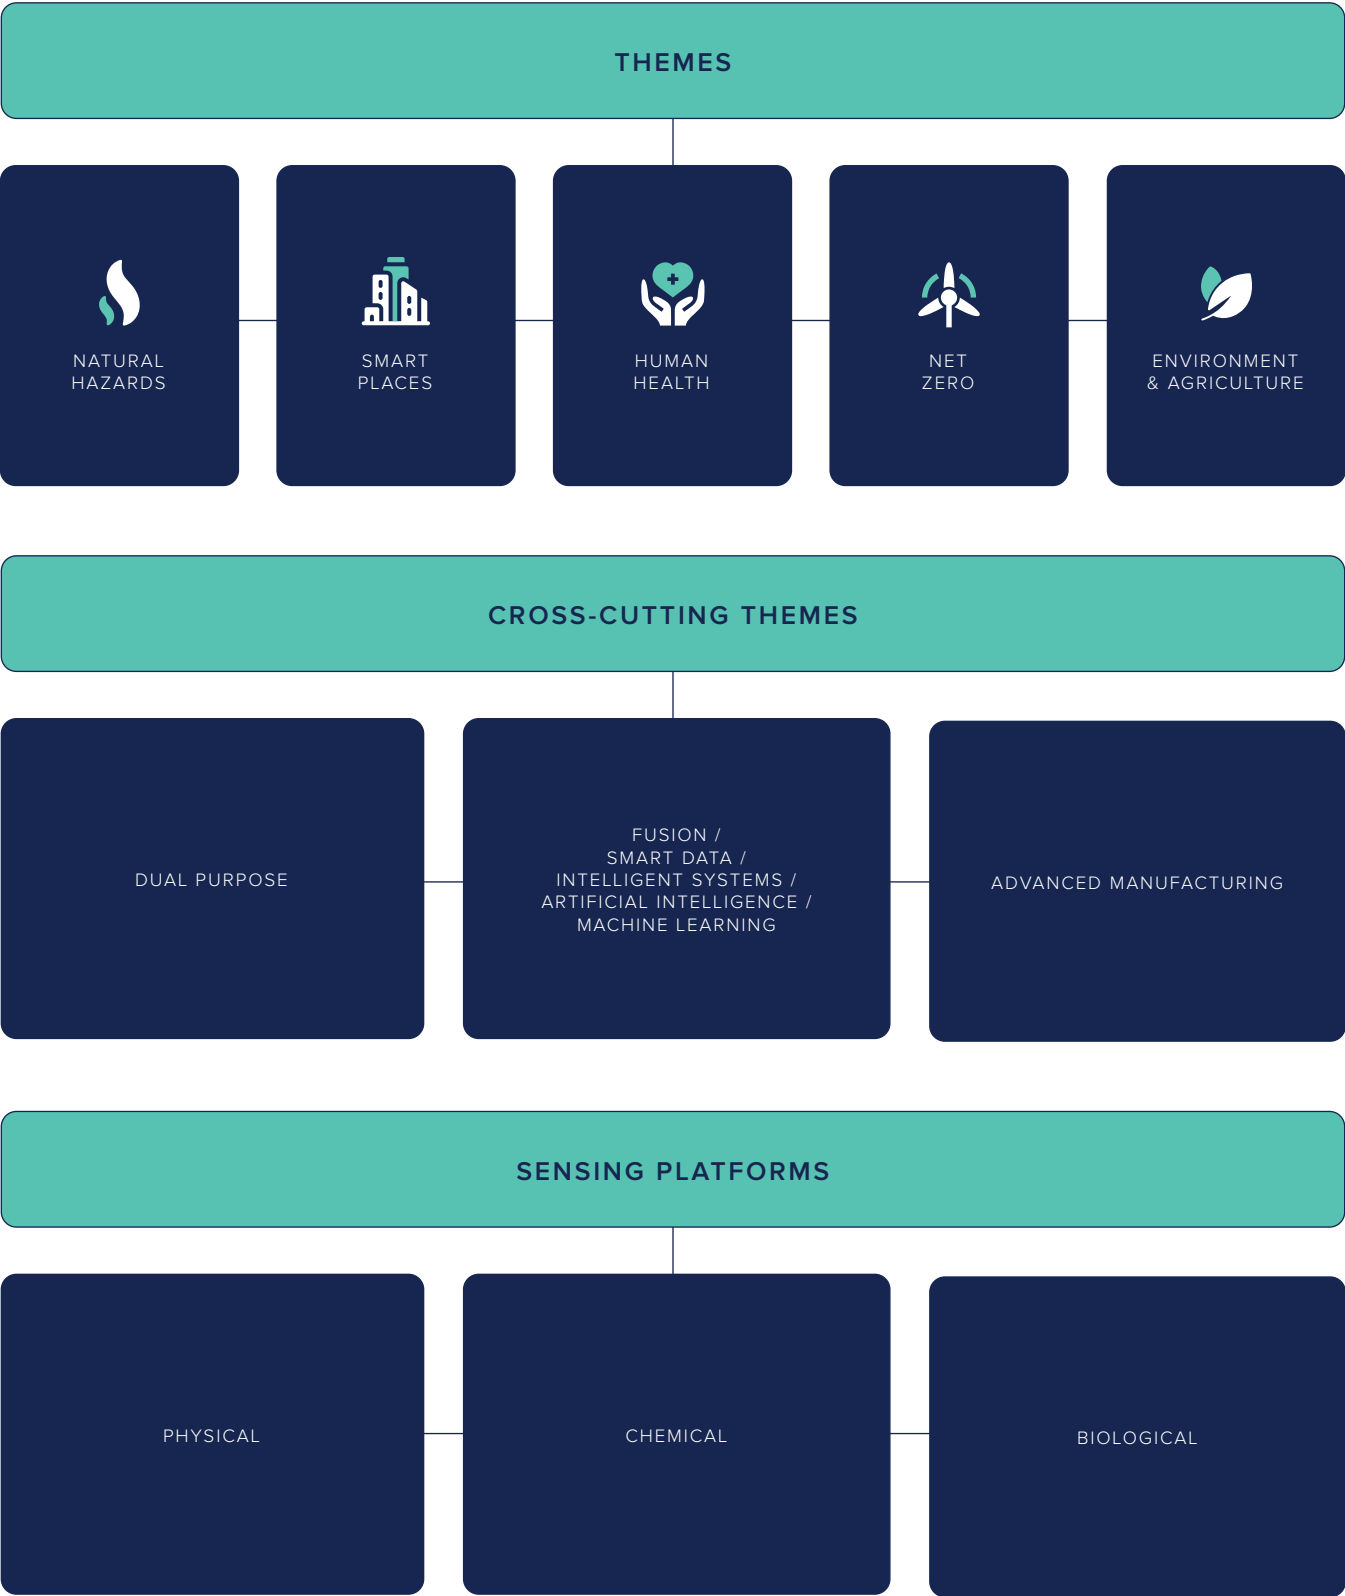 THEMES
NATURAL
HAZARDS
SMART
PLACES
HUMAN
HEALTH
NET
ZERO
ENVIRONMENT
& AGRICULTURE
CROSS-CUTTING THEMES
DUAL PURPOSE
FUSION /
SMART DATA /
INTELLIGENT SYSTEMS /
ARTIFICIAL INTELLIGENCE /
MACHINE LEARNING
ADVANCED MANUFACTURING
SENSING PLATFORMS
PHYSICAL
CHEMICAL
BIOLOGICAL